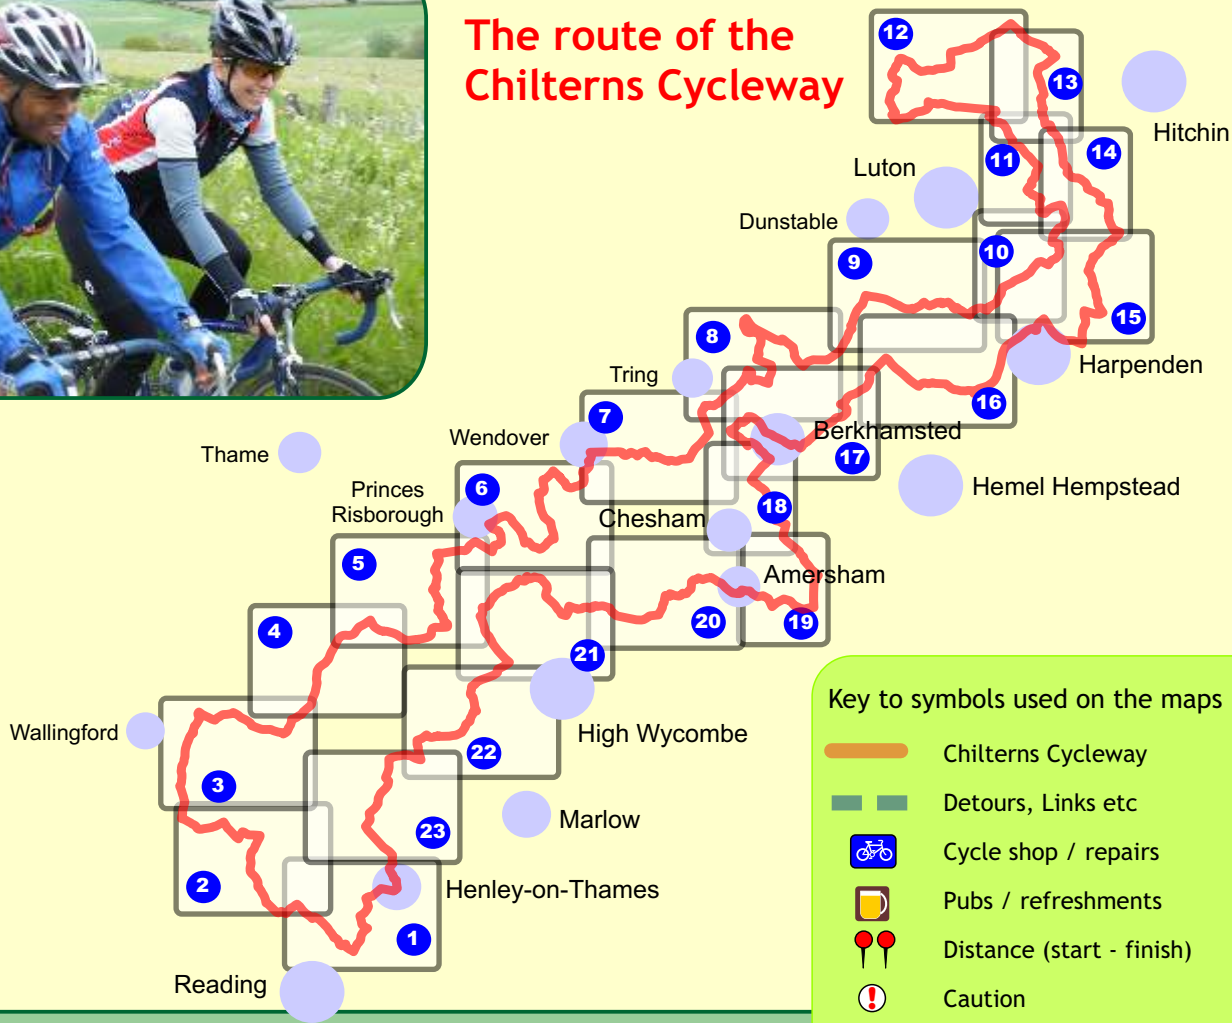 The route of the
Chilterns Cycleway
12
13
Hitchin
11
14
Luton
Dunstable
9
10
15
8
Harpenden
Tring
16
7
Berkhamsted
Wendover
17
Thame
Hemel Hempstead
Princes
Risborough
6
18
Chesham
5
Amersham
4
20
19
21
Wallingford
High Wycombe
22
3
Marlow
23
2
Henley-on-Thames
1
Reading
Key to symbols used on the maps
Chilterns Cycleway
Detours, Links etc
Cycle shop / repairs
Pubs / refreshments
Distance (start - finish)
Caution